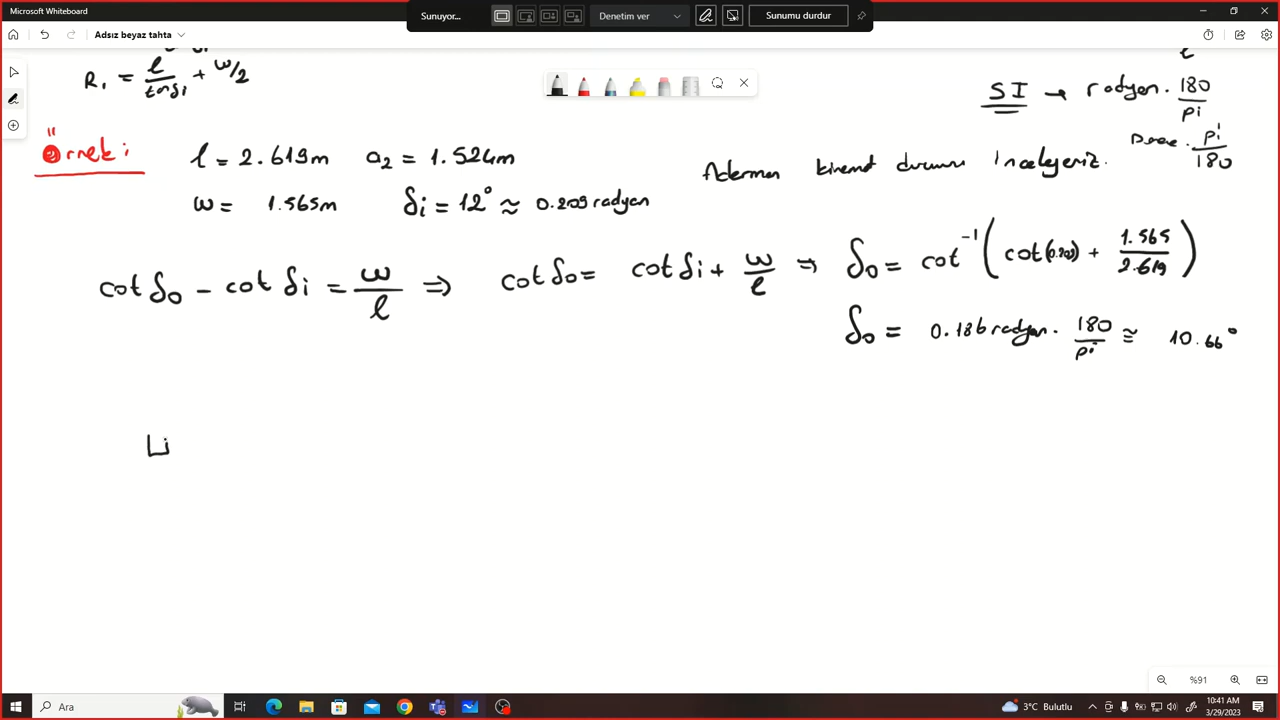 Microsoft Whiteboard
Sunuyor...
Denetim ver
Sunumu durdur
Adsız beyaz tahta
R₁ = l / tan δi + w/2
SI → radyan . 180 / pi
Derece . pi / 180
Örnek:
l = 2.619m a₂ = 1.524m
w = 1.565m δi = 12° ≈ 0.209 radyan
Ackerman kinemat durumu inceleyeniz.
cot δo - cot δi = w / l ⇒ cot δo = cot δi + w / l ⇒ δo = cot⁻¹ ( cot(0.209) + 1.565 / 2.619 )
δo = 0.186 radyan . 180 / pi ≅ 10.66°
%91
Ara
3°C Bulutlu
10:41 AM
3/29/2023